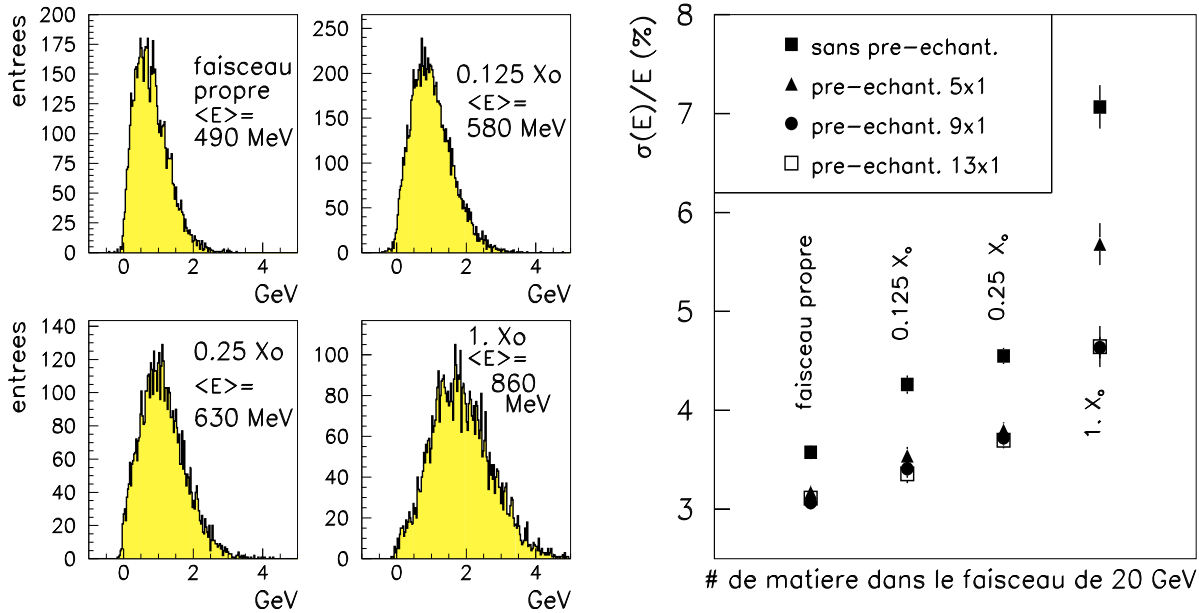 entrees
200
175
150
125
100
75
50
25
0
faisceau
propre
<E>=
490 MeV
0 2 4
GeV
250
200
150
100
50
0
0.125 Xo
<E>=
580 MeV
0 2 4
GeV
entrees
140
120
100
80
60
40
20
0
0.25 Xo
<E>=
630 MeV
0 2 4
GeV
100
80
60
40
20
0
1. Xo
<E>=
860
MeV
0 2 4
GeV
σ(E)/E (%)
8
7
6
5
4
3
sans pre-echant.
pre-echant. 5x1
pre-echant. 9x1
pre-echant. 13x1
faisceau propre
0.125 Xo
0.25 Xo
1. Xo
# de matiere dans le faisceau de 20 GeV